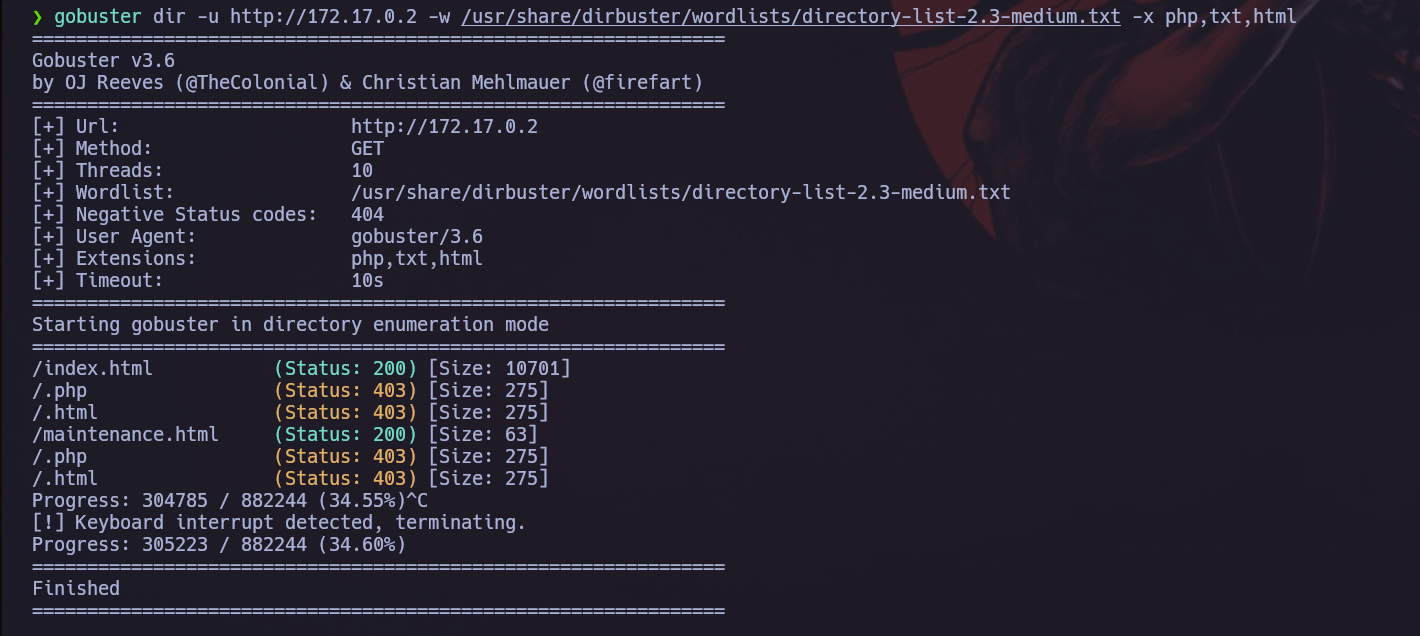 ❯ gobuster dir -u http://172.17.0.2 -w /usr/share/dirbuster/wordlists/directory-list-2.3-medium.txt -x php,txt,html
===============================================================
Gobuster v3.6
by OJ Reeves (@TheColonial) & Christian Mehlmauer (@firefart)
===============================================================
[+] Url:                     http://172.17.0.2
[+] Method:                  GET
[+] Threads:                 10
[+] Wordlist:                /usr/share/dirbuster/wordlists/directory-list-2.3-medium.txt
[+] Negative Status codes:   404
[+] User Agent:              gobuster/3.6
[+] Extensions:              php,txt,html
[+] Timeout:                 10s
===============================================================
Starting gobuster in directory enumeration mode
===============================================================
/index.html           (Status: 200) [Size: 10701]
/.php                 (Status: 403) [Size: 275]
/.html                (Status: 403) [Size: 275]
/maintenance.html     (Status: 200) [Size: 63]
/.php                 (Status: 403) [Size: 275]
/.html                (Status: 403) [Size: 275]
Progress: 304785 / 882244 (34.55%)^C
[!] Keyboard interrupt detected, terminating.
Progress: 305223 / 882244 (34.60%)
===============================================================
Finished
===============================================================